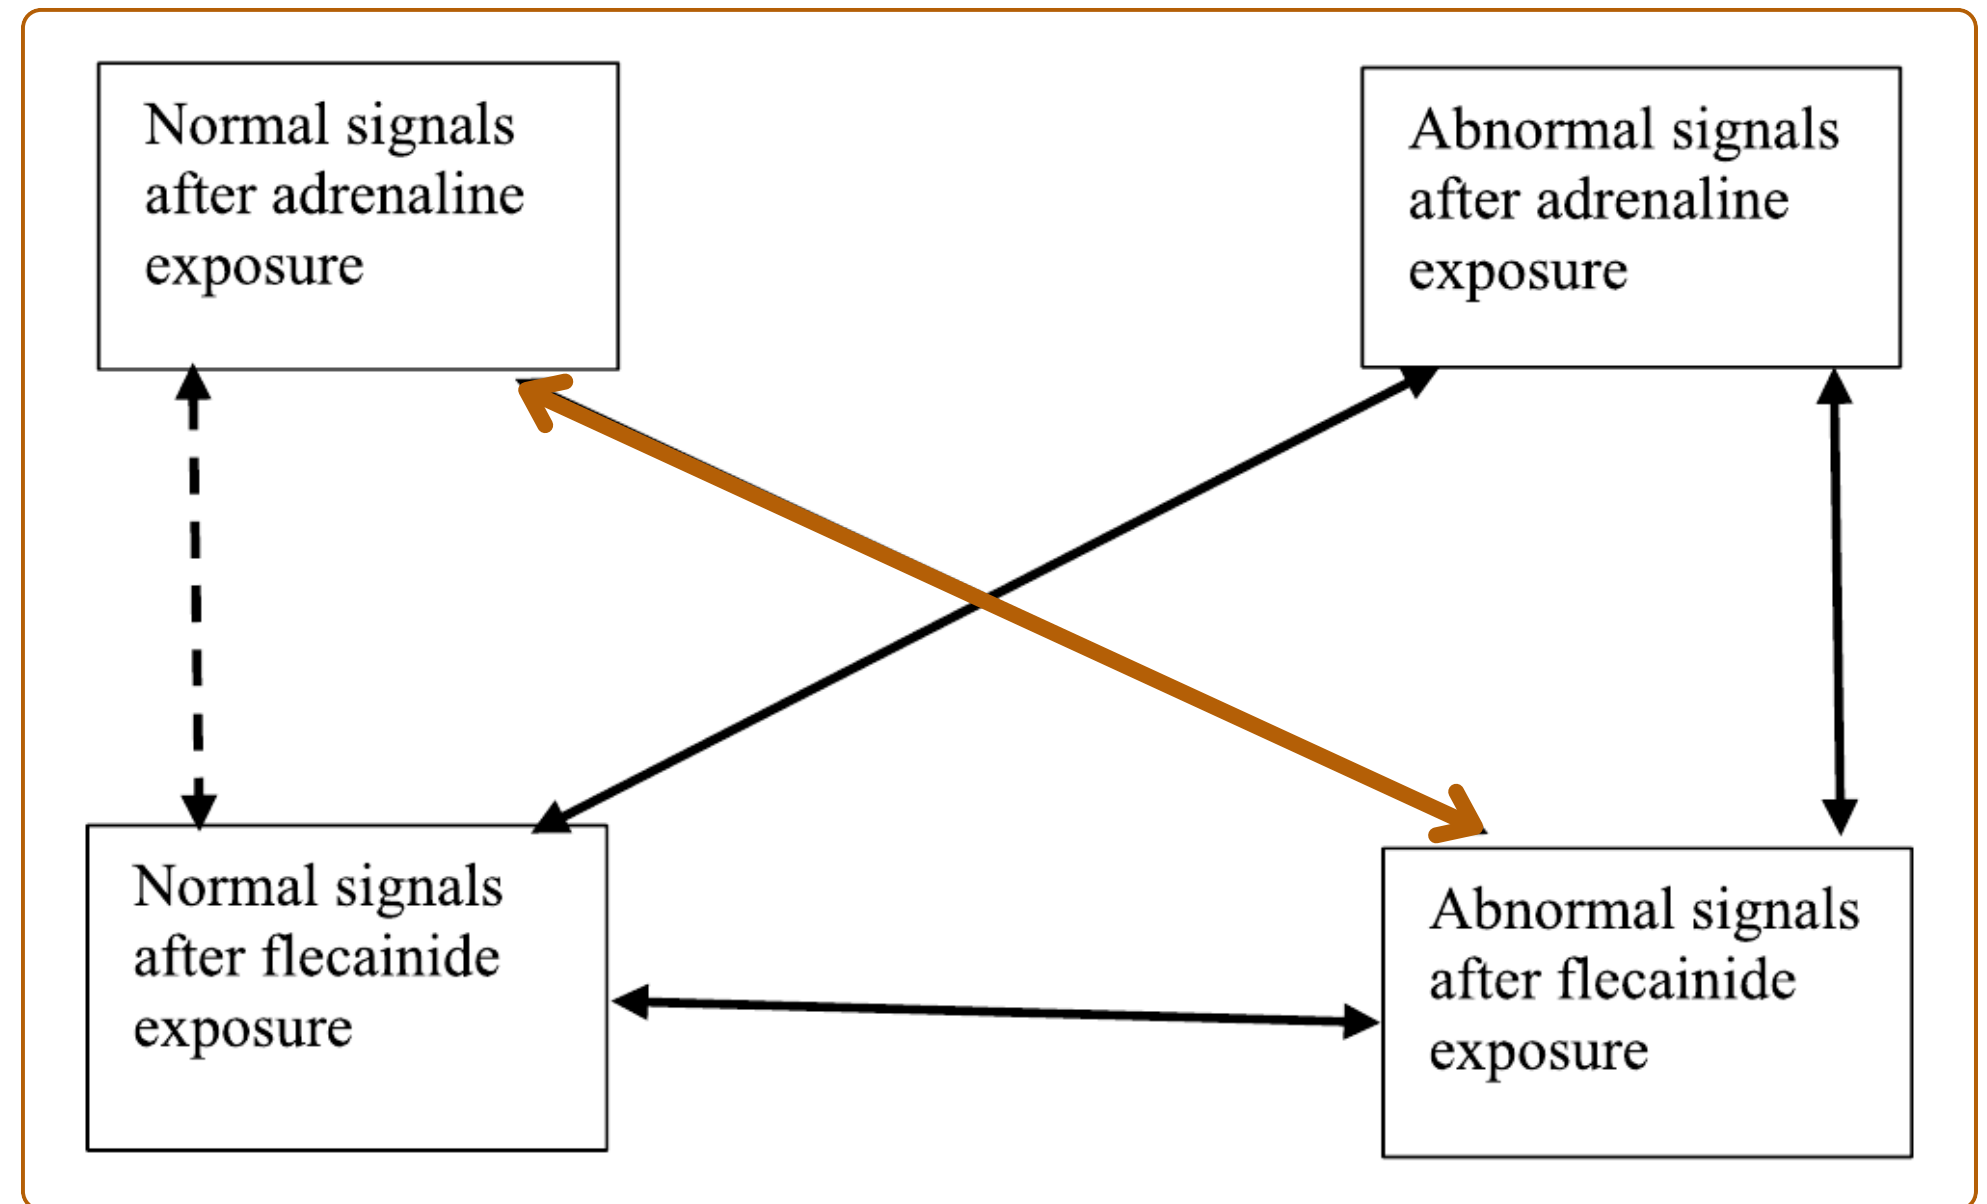 Normal signals
after adrenaline
exposure
Abnormal signals
after adrenaline
exposure
Normal signals
after flecainide
exposure
Abnormal signals
after flecainide
exposure